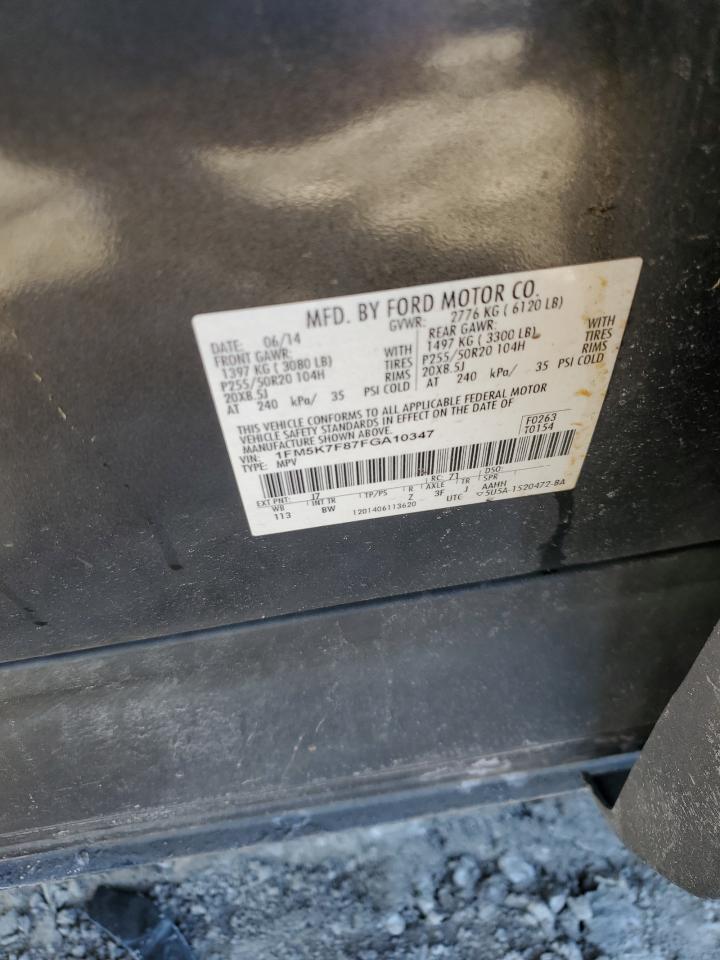 MFD. BY FORD MOTOR CO.
DATE: 06/14 GVWR: 2776 KG ( 6120 LB)
FRONT GAWR: REAR GAWR:
1397 KG ( 3080 LB) WITH 1497 KG ( 3300 LB) WITH
P255/50R20 104H TIRES P255/50R20 104H TIRES
20X8.5J RIMS 20X8.5J RIMS
AT 240 kPa/ 35 PSI COLD AT 240 kPa/ 35 PSI COLD
THIS VEHICLE CONFORMS TO ALL APPLICABLE FEDERAL MOTOR
VEHICLE SAFETY STANDARDS IN EFFECT ON THE DATE OF
MANUFACTURE SHOWN ABOVE.
VIN: 1FM5K7F87FGA10347 F0263
TYPE: MPV T0154
EXT PNT: J7 RC: 71 DSO:
WB INT TR TP/PS R AXLE TR SPR
113 BW Z 3F J AAHH
1201406113620 UTC 5U5A-1520472-BA